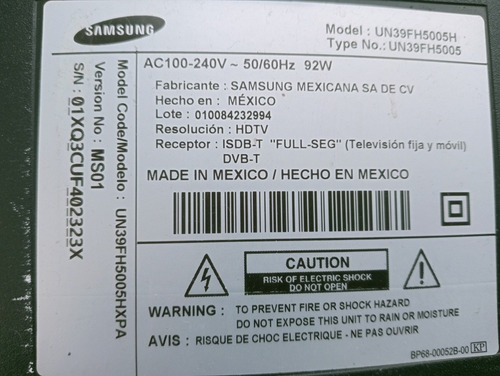 SAMSUNG
Model : UN39FH5005H
Type No.: UN39FH5005
AC100-240V ~ 50/60Hz 92W
Fabricante : SAMSUNG MEXICANA SA DE CV
Hecho en : MÉXICO
Lote : 010084232994
Resolución : HDTV
Receptor : ISDB-T "FULL-SEG" (Televisión fija y móvil)
DVB-T
MADE IN MEXICO / HECHO EN MEXICO
Model Code/Modelo : UN39FH5005HXPA
Version No : MS01
S/N : 01XQ3CUF402323X
CAUTION
RISK OF ELECTRIC SHOCK
DO NOT OPEN
WARNING : TO PREVENT FIRE OR SHOCK HAZARD
DO NOT EXPOSE THIS UNIT TO RAIN OR MOISTURE
AVIS : RISQUE DE CHOC ELECTRIQUE - NE PAS OUVRIR
BP68-00052B-00 KP